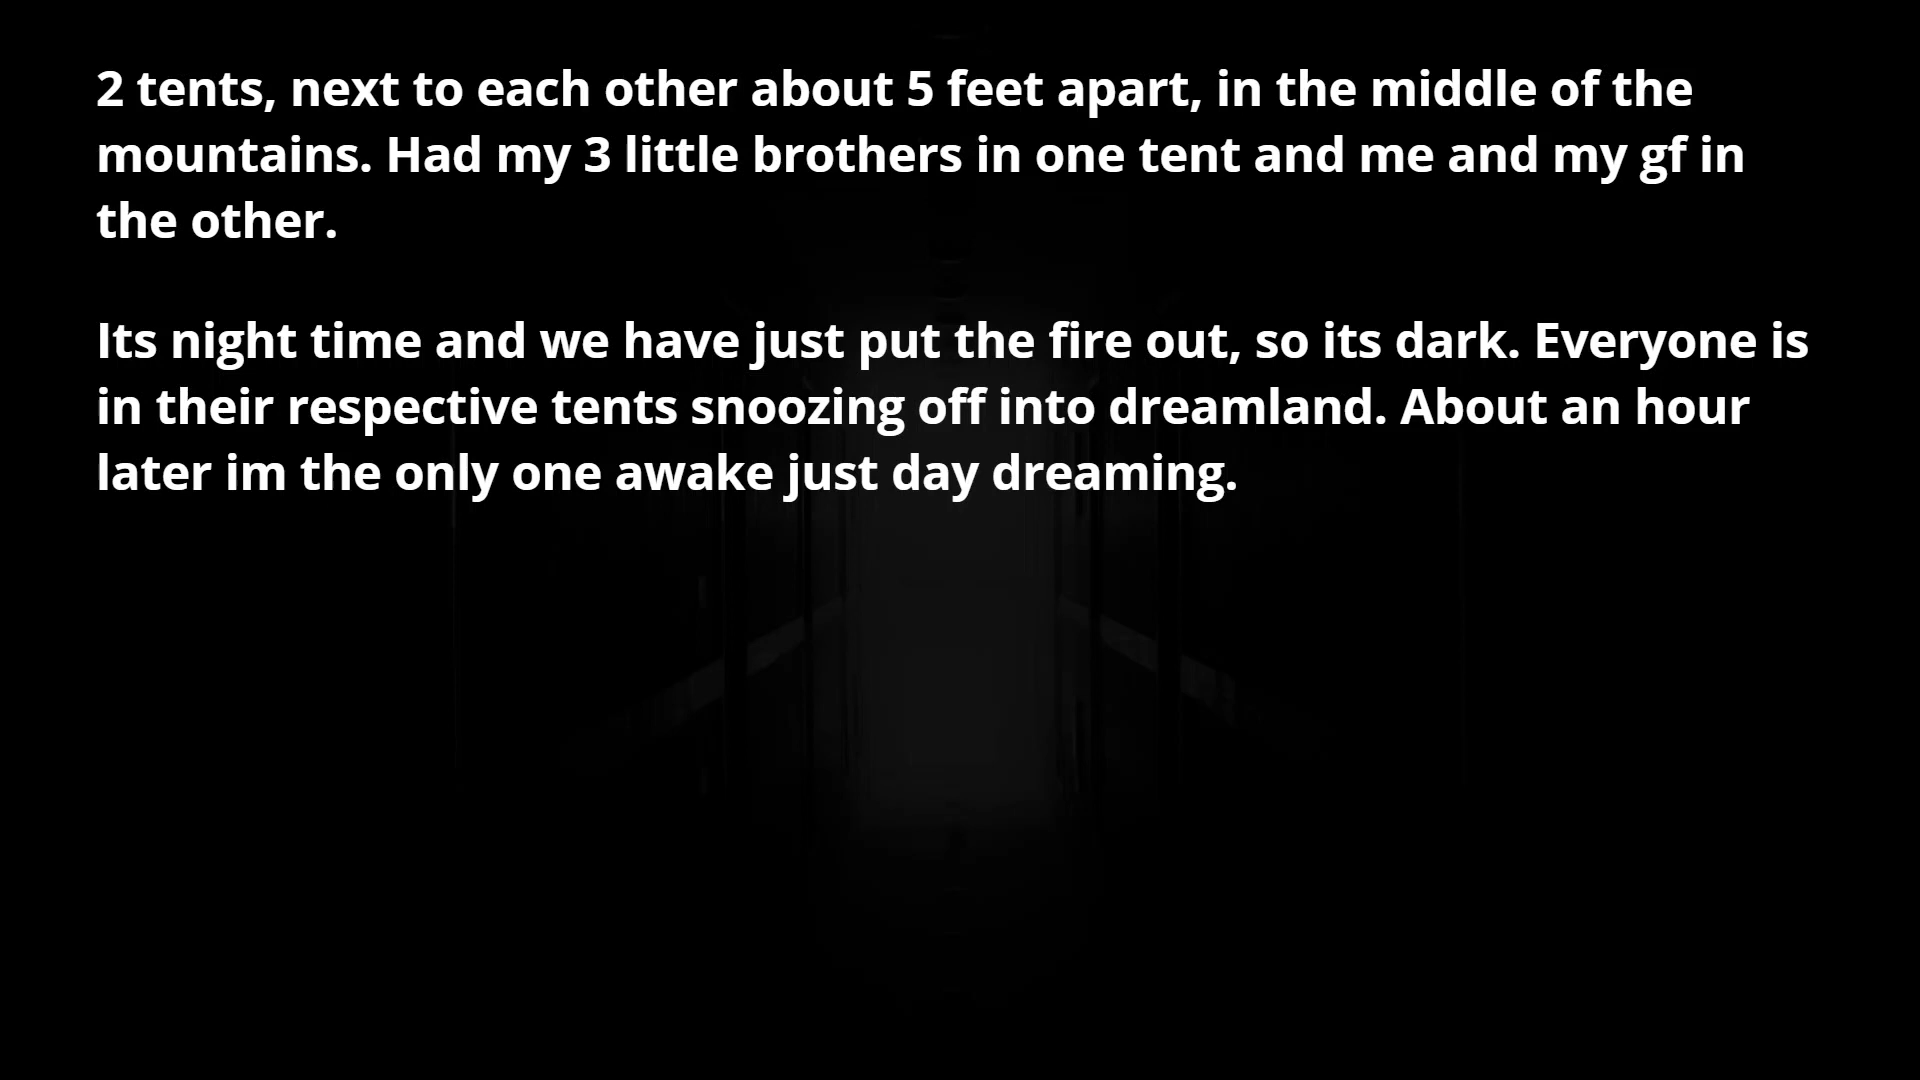 2 tents, next to each other about 5 feet apart, in the middle of the
mountains. Had my 3 little brothers in one tent and me and my gf in
the other.
Its night time and we have just put the fire out, so its dark. Everyone is
in their respective tents snoozing off into dreamland. About an hour
later im the only one awake just day dreaming.